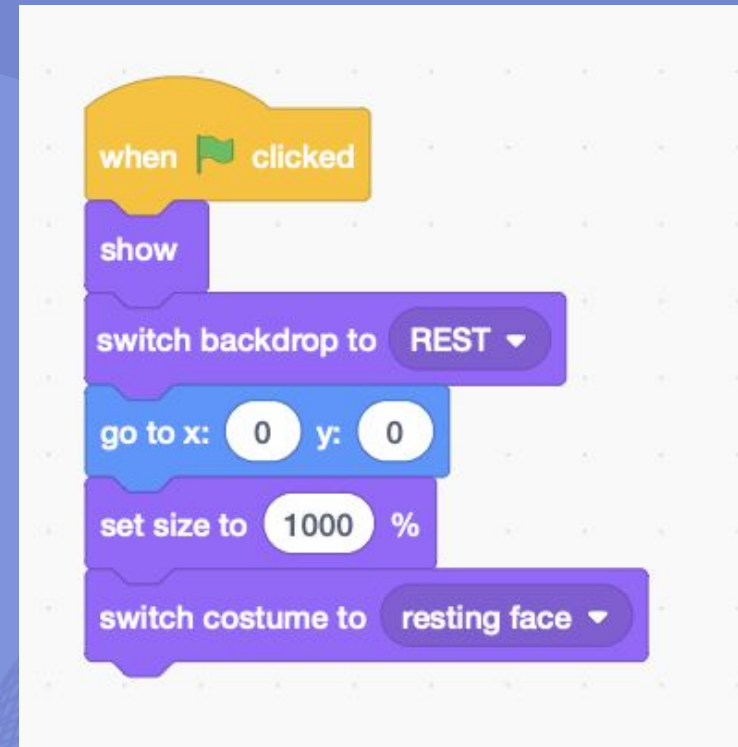 when clicked
show
switch backdrop to REST
go to x: 0 y: 0
set size to 1000 %
switch costume to resting face